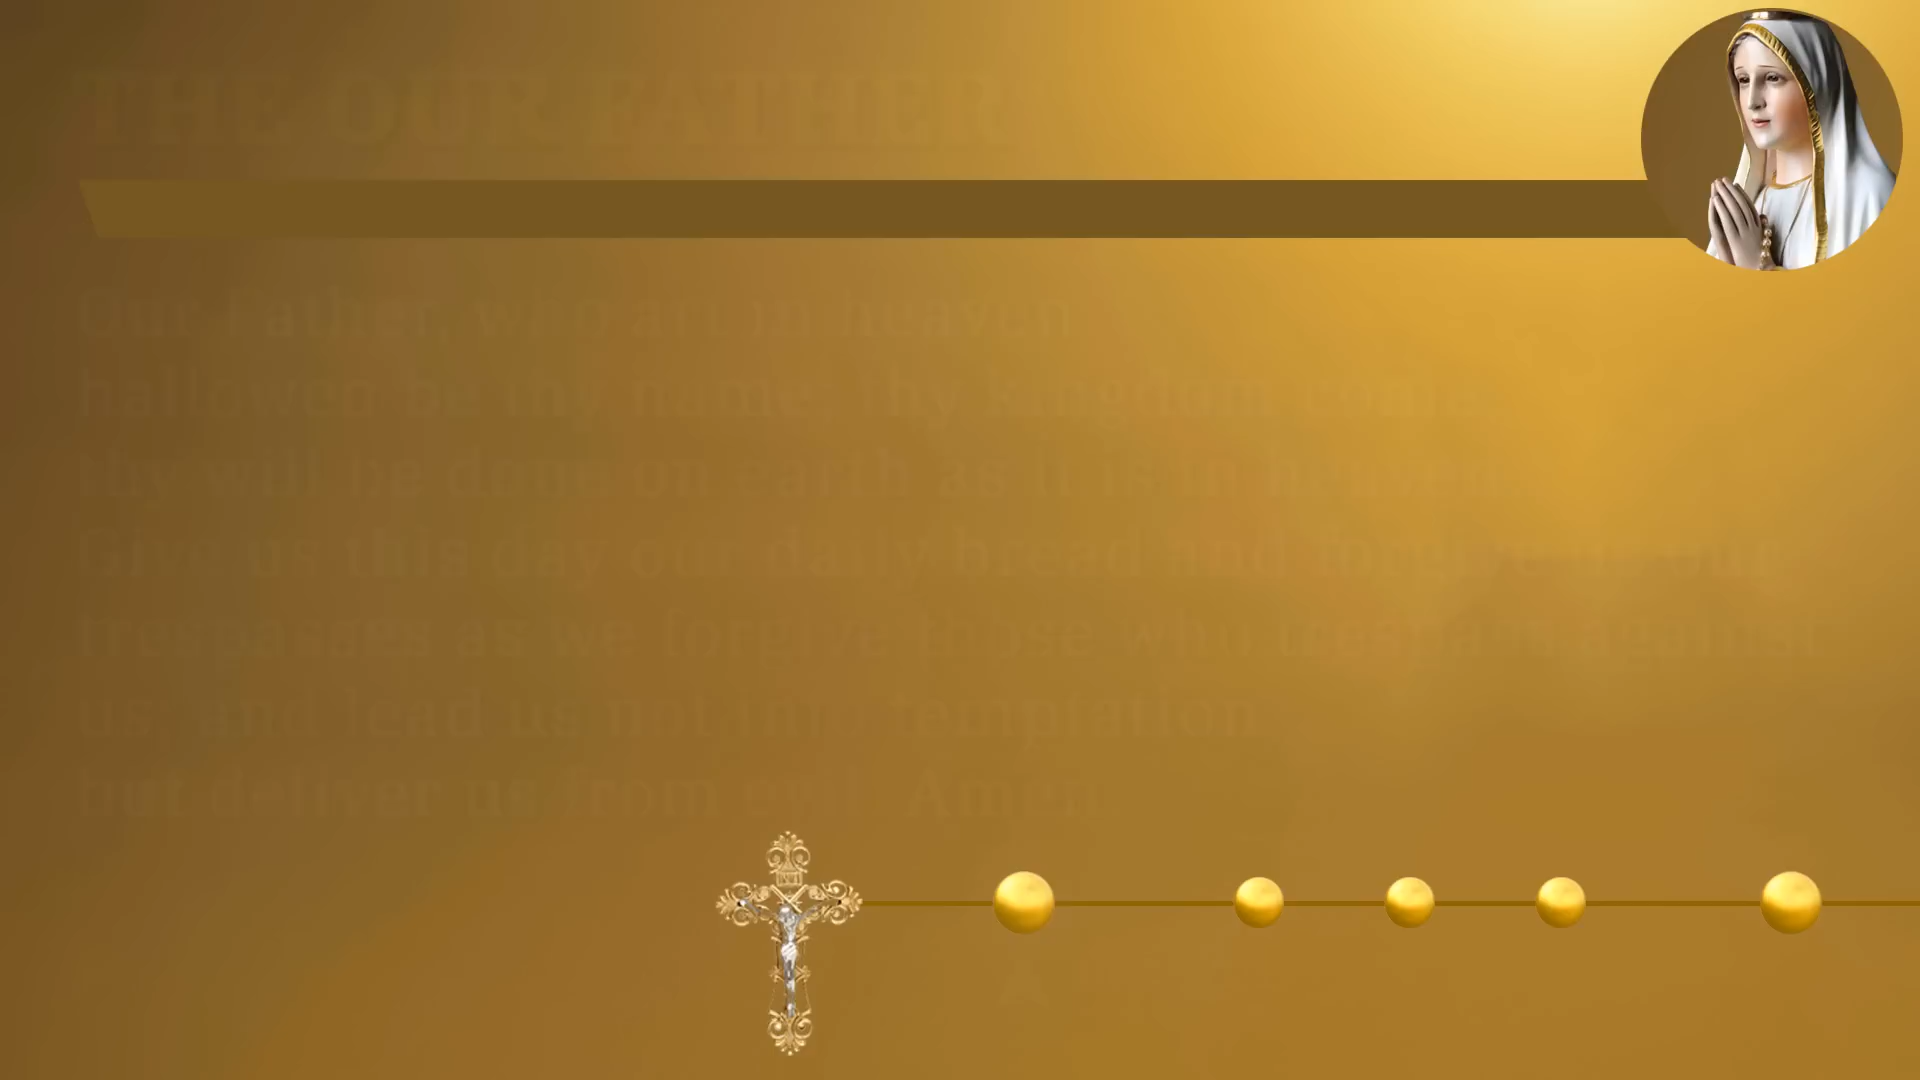 THE OUR FATHER
Our Father, who art in heaven
hallowed be thy name; thy kingdom come
thy will be done on earth as it is in heaven
Give us this day our daily bread and forgive us our
trespasses as we forgive those who trespass against
us; and lead us not into temptation
but deliver us from evil. Amen